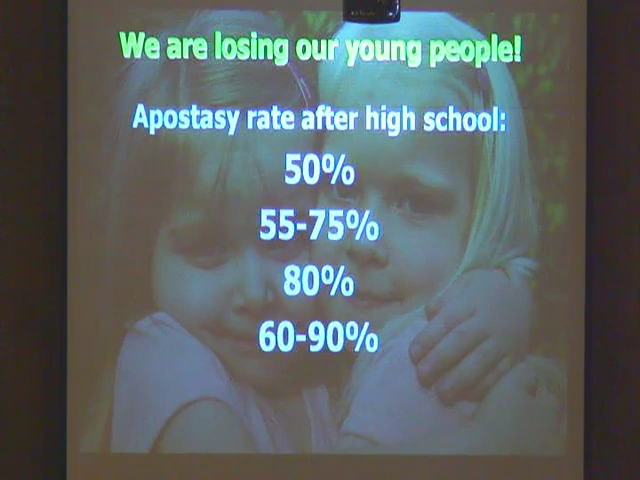 We are losing our young people!
Apostasy rate after high school:
50%
55-75%
80%
60-90%